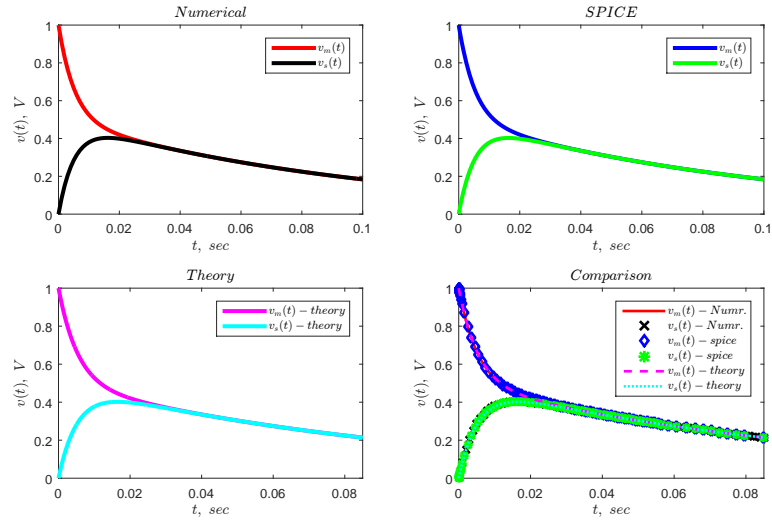 Numerical
v(t), V
1
0.8
0.6
0.4
0.2
0
v_m(t)
v_s(t)
0
0.02
0.04
0.06
0.08
0.1
t, sec
SPICE
v(t), V
1
0.8
0.6
0.4
0.2
0
v_m(t)
v_s(t)
0
0.02
0.04
0.06
0.08
0.1
t, sec
Theory
v(t), V
1
0.8
0.6
0.4
0.2
0
v_m(t) − theory
v_s(t) − theory
0
0.02
0.04
0.06
0.08
t, sec
Comparison
v(t), V
1
0.8
0.6
0.4
0.2
0
v_m(t) − Numr.
v_s(t) − Numr.
v_m(t) − spice
v_s(t) − spice
v_m(t) − theory
v_s(t) − theory
0
0.02
0.04
0.06
0.08
t, sec